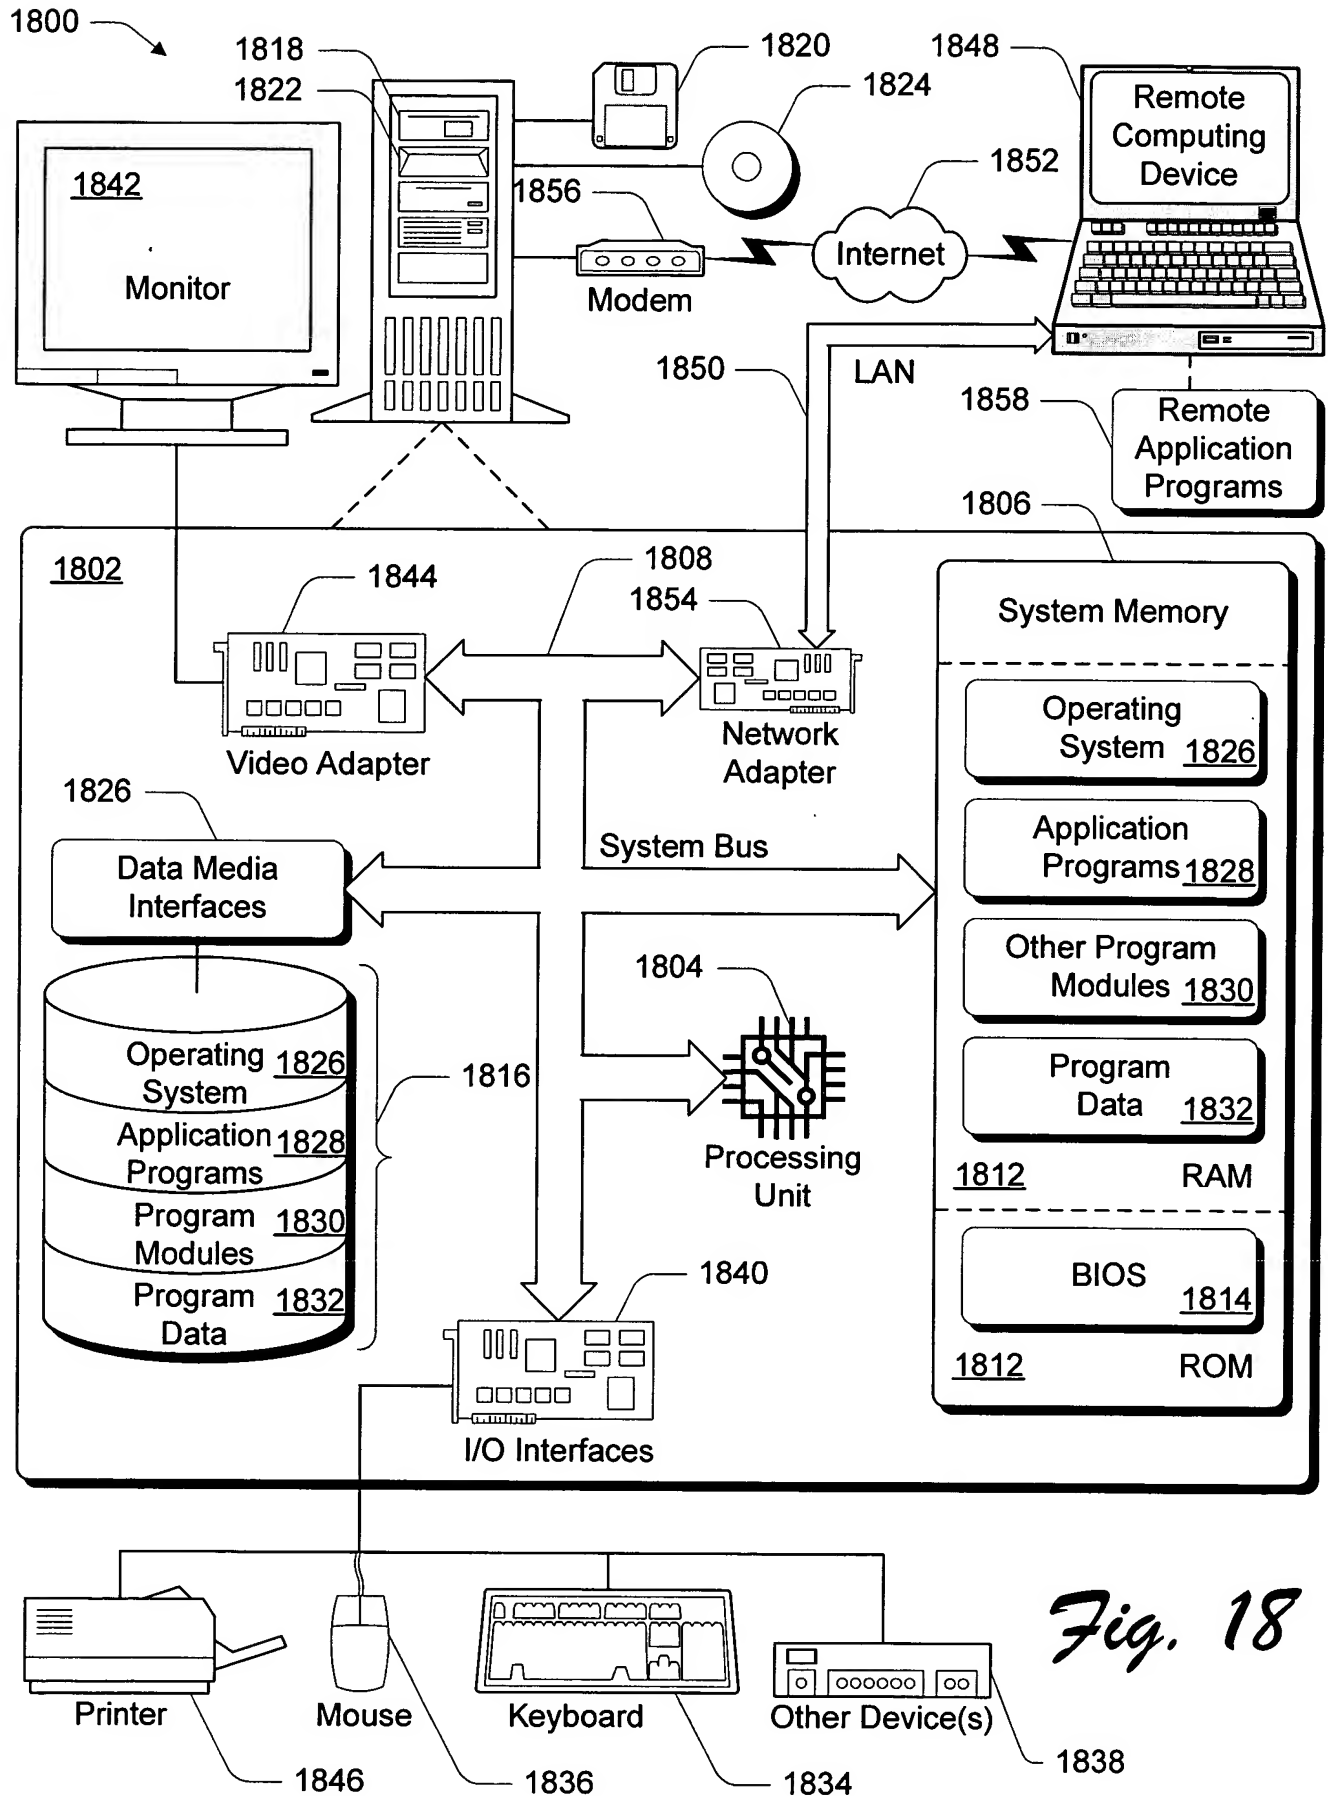 1800
1818
1822
1820
1824
1848
Remote
Computing
Device
1842
Monitor
1856
Modem
1852
Internet
1850
LAN
1858
Remote
Application
Programs
1806
1802
1844
1808
1854
Video Adapter
Network
Adapter
System Memory
Operating
System 1826
Application
Programs 1828
Other Program
Modules 1830
Program
Data 1832
1812 RAM
BIOS
1814
1812 ROM
1826
Data Media
Interfaces
System Bus
1804
Processing
Unit
Operating
System 1826
Application
Programs 1828
Program
Modules 1830
Program
Data 1832
1816
1840
I/O Interfaces
Printer
Mouse
Keyboard
Other Device(s)
1846
1836
1834
1838
Fig. 18